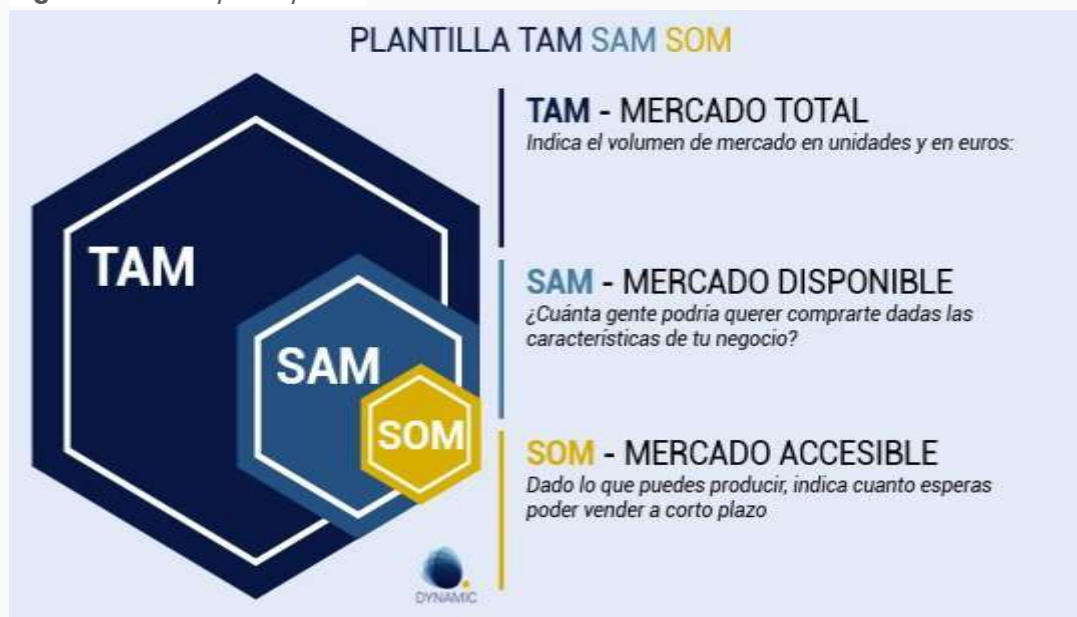 PLANTILLA TAM SAM SOM
TAM
SAM
SOM
TAM - MERCADO TOTAL
Indica el volumen de mercado en unidades y en euros:
SAM - MERCADO DISPONIBLE
¿Cuánta gente podría querer comprarte dadas las
características de tu negocio?
SOM - MERCADO ACCESIBLE
Dado lo que puedes producir, indica cuanto esperas
poder vender a corto plazo
DYNAMIC